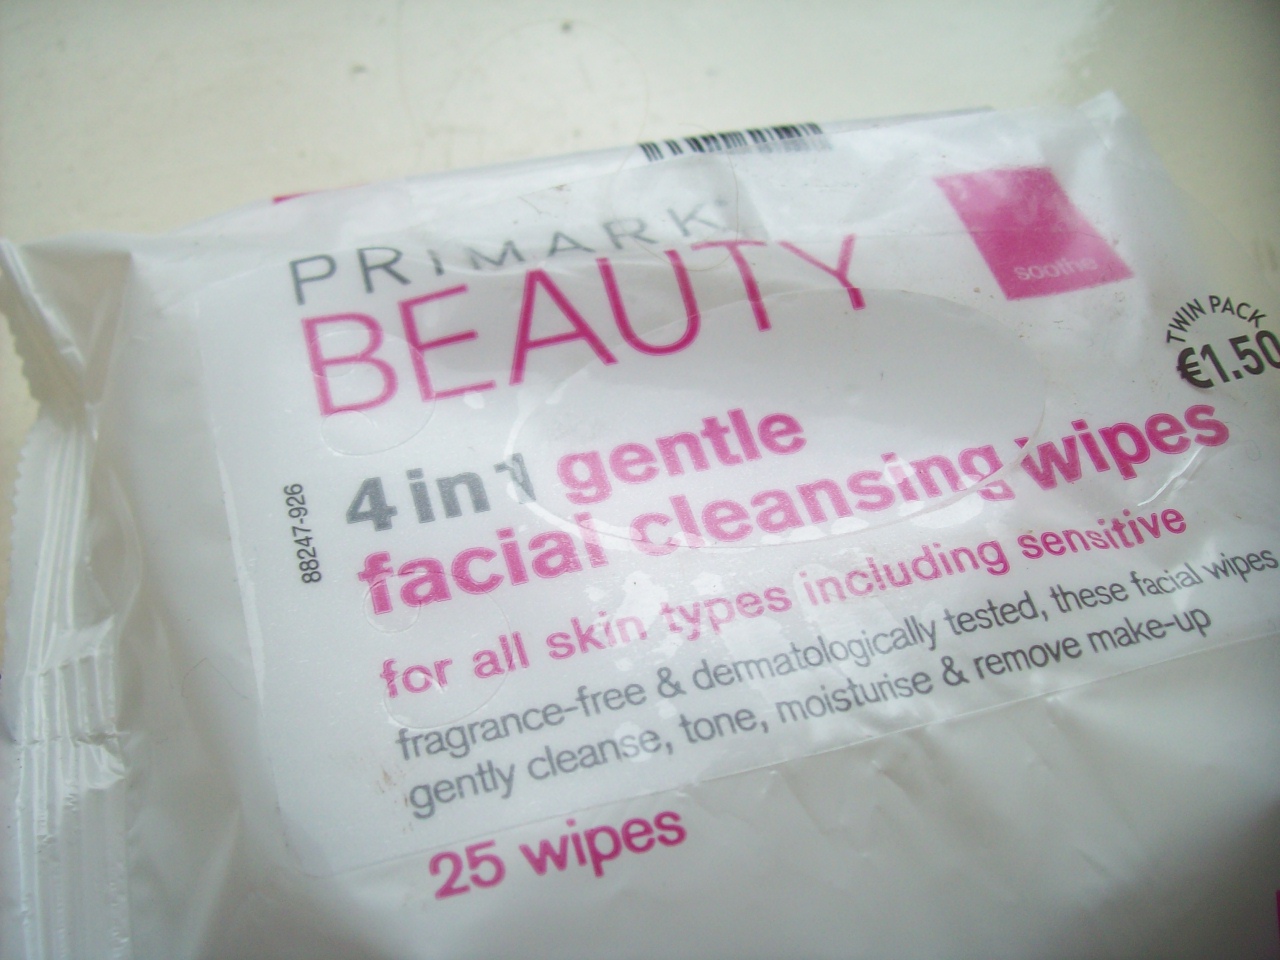 PRIMARK
BEAUTY
soothe
TWIN PACK
€1.50
4 in 1 gentle
facial cleansing wipes
for all skin types including sensitive
fragrance-free & dermatologically tested, these facial wipes
gently cleanse, tone, moisturise & remove make-up
25 wipes
88247-926